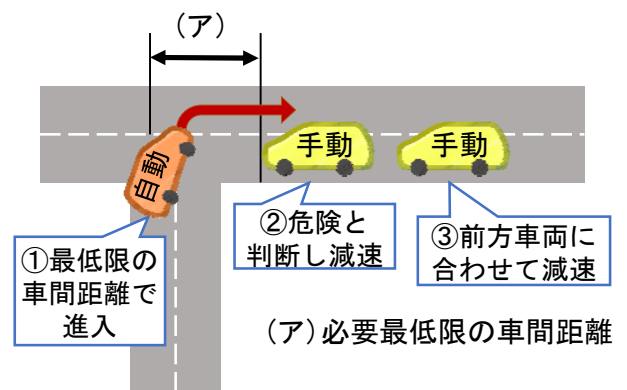 （ア）
自動
手動
手動
①最低限の
車間距離で
進入
②危険と
判断し減速
③前方車両に
合わせて減速
（ア）必要最低限の車間距離